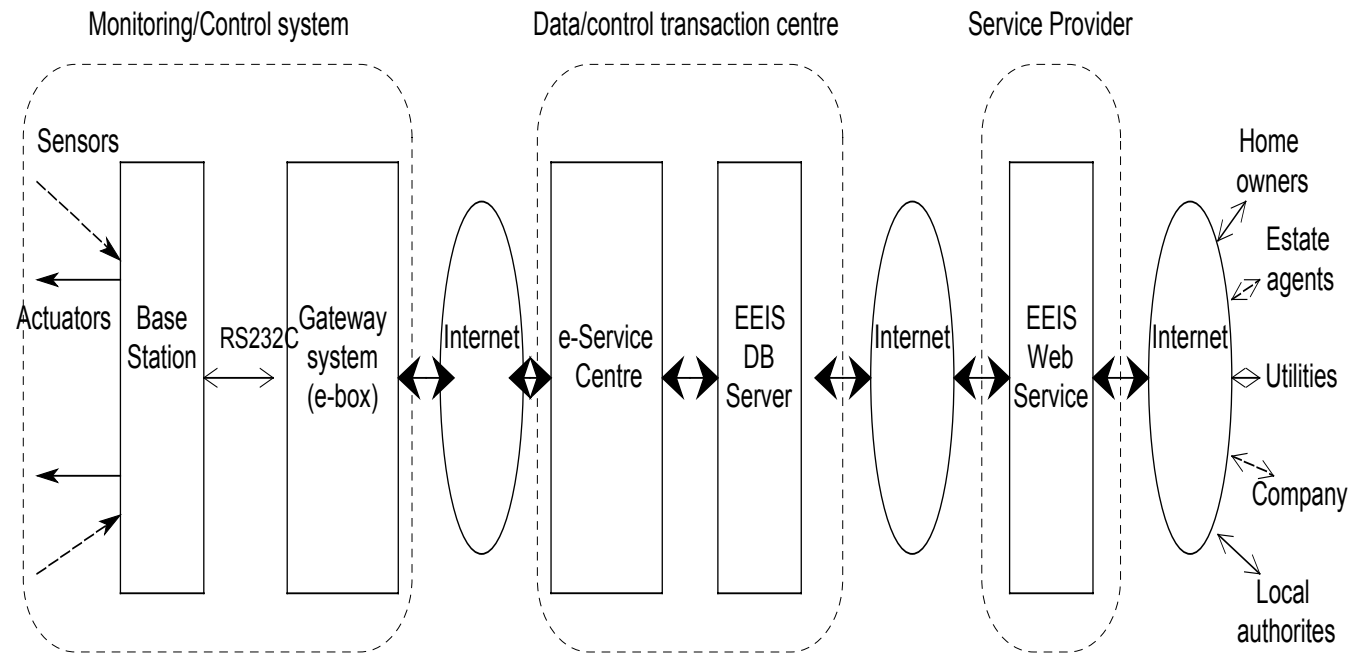 Monitoring/Control system
Data/control transaction centre
Service Provider
Sensors
Actuators
Base
Station
RS232C
Gateway
system
(e-box)
Internet
e-Service
Centre
EEIS
DB
Server
Internet
EEIS
Web
Service
Internet
Home
owners
Estate
agents
Utilities
Company
Local
authorites